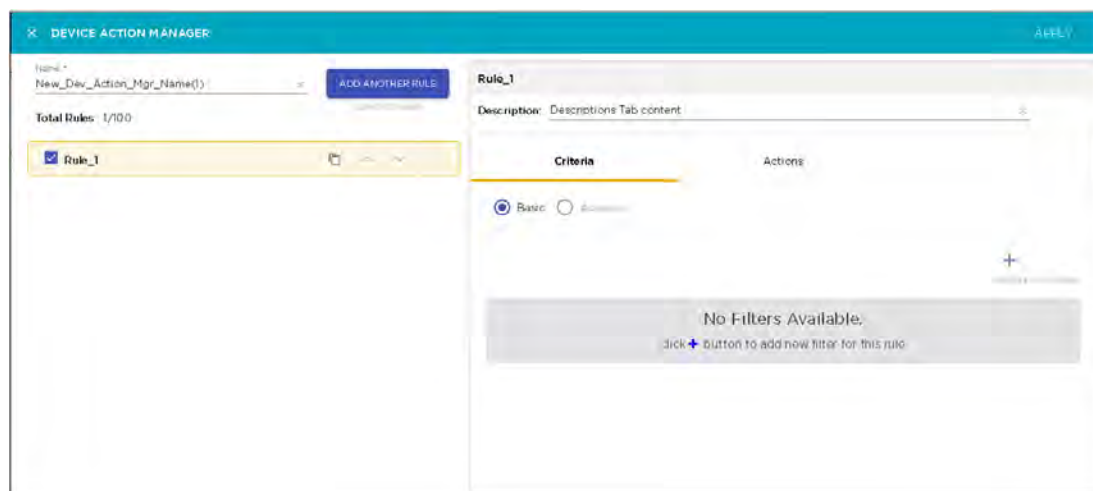 DEVICE ACTION MANAGER
APPLY
Name *
New_Dev_Action_Mgr_Name(1)
ADD ANOTHER RULE
Total Rules: 1/100
Rule_1
Rule_1
Description: Descriptions Tab content
Criteria
Actions
Basic
No Filters Available.
click + button to add new filter for this rule